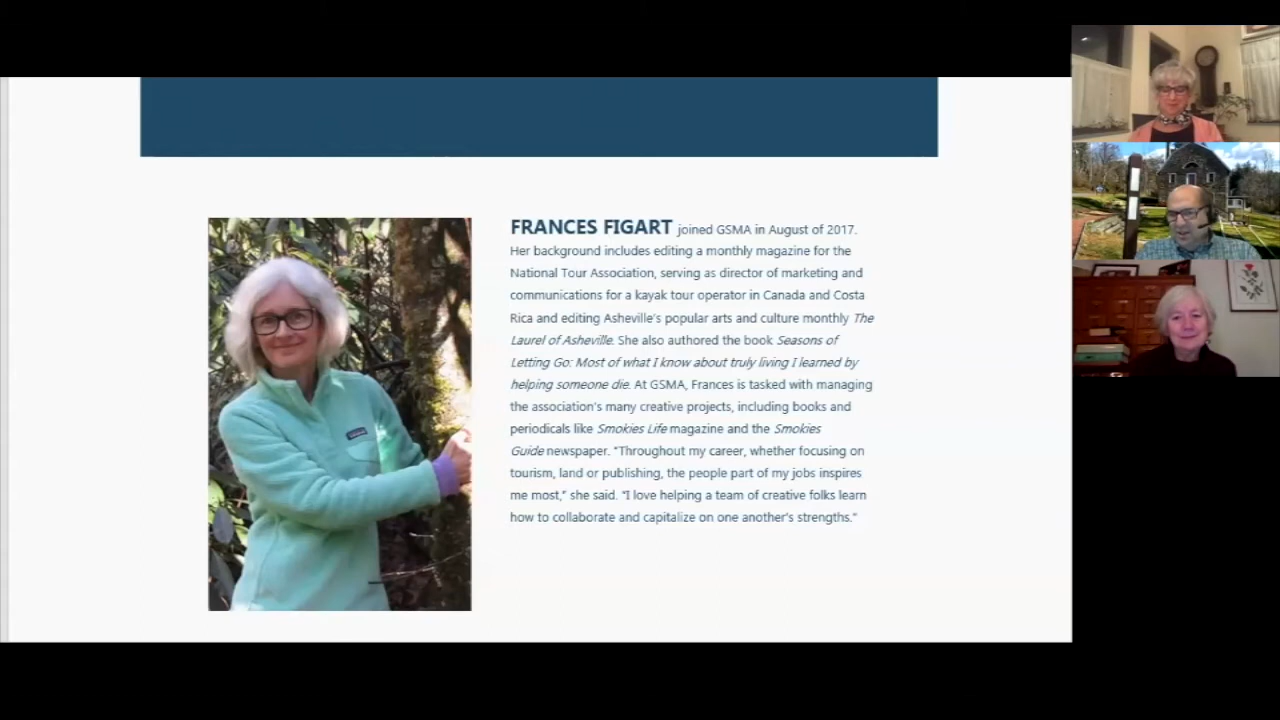 FRANCES FIGART joined GSMA in August of 2017.
Her background includes editing a monthly magazine for the
National Tour Association, serving as director of marketing and
communications for a kayak tour operator in Canada and Costa
Rica and editing Asheville's popular arts and culture monthly The
Laurel of Asheville. She also authored the book Seasons of
Letting Go: Most of what I know about truly living I learned by
helping someone die. At GSMA, Frances is tasked with managing
the association's many creative projects, including books and
periodicals like Smokies Life magazine and the Smokies
Guide newspaper. "Throughout my career, whether focusing on
tourism, land or publishing, the people part of my jobs inspires
me most," she said. "I love helping a team of creative folks learn
how to collaborate and capitalize on one another's strengths."